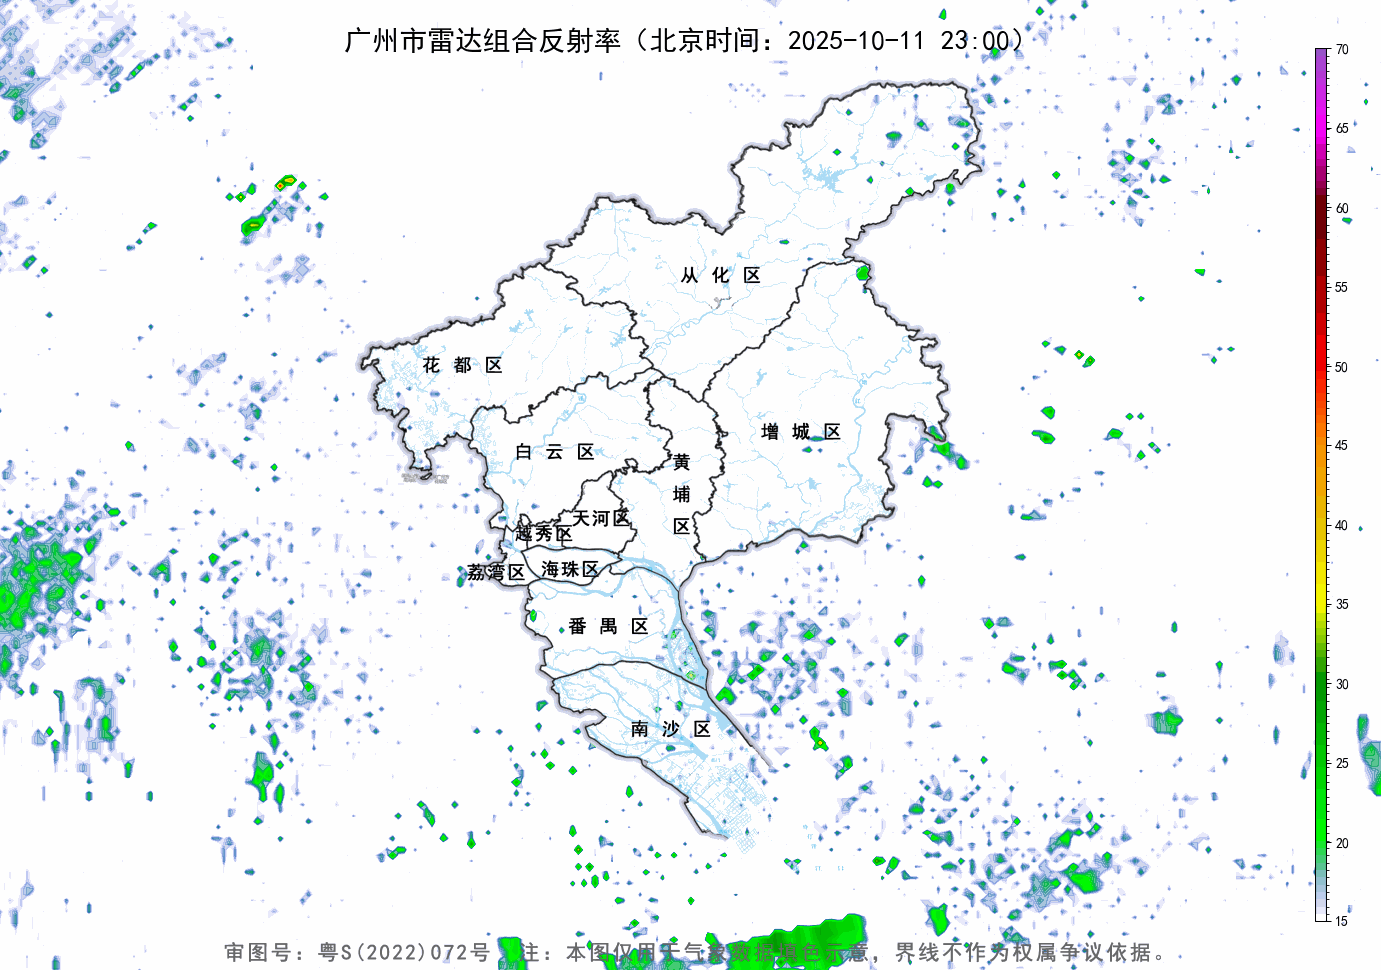 广州市雷达组合反射率（北京时间：2025-10-11 23:00）
70
65
60
55
50
45
40
35
30
25
20
15
从化区
花都区
增城区
白云区
黄埔区
天河区
越秀区
荔湾区
海珠区
番禺区
南沙区
审图号：粤S(2022)072号 注：本图仅用于气象数据填色示意，界线不作为权属争议依据。